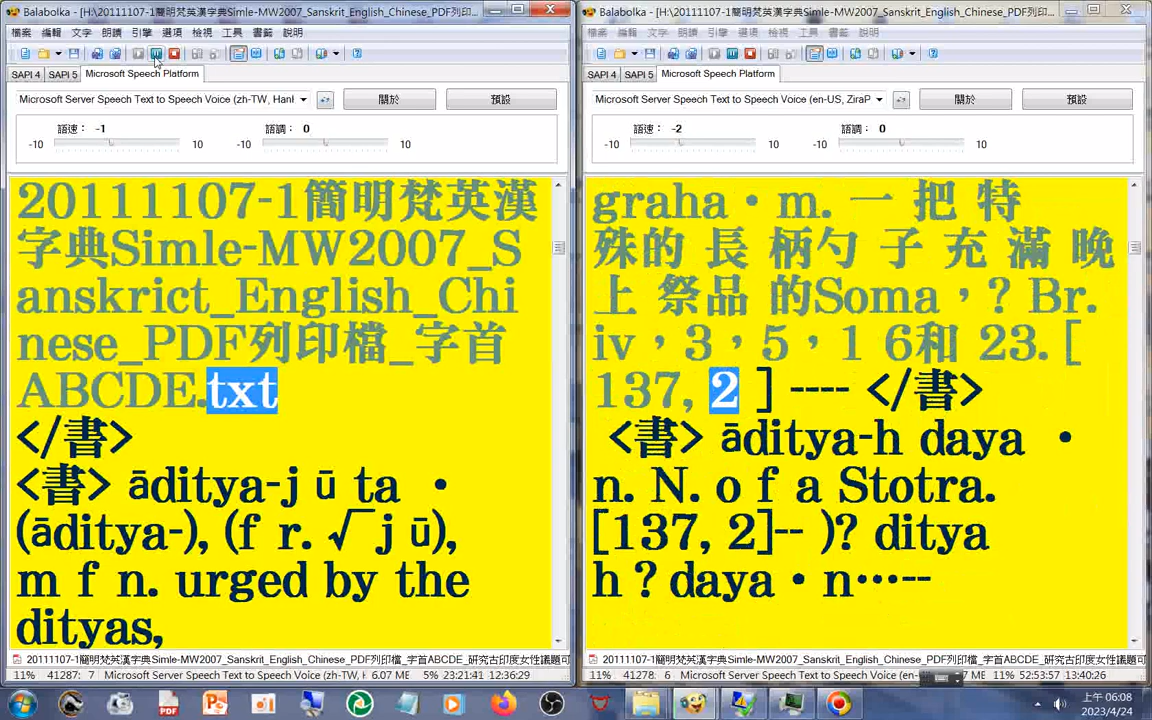 Balabolka - [H:\20111107-1簡明梵英漢字典Simle-MW2007_Sanskrit_English_Chinese_PDF列印...
檔案 編輯 文字 朗讀 引擎 選項 檢視 工具 書籤 說明
SAPI 4 SAPI 5 Microsoft Speech Platform
Microsoft Server Speech Text to Speech Voice (zh-TW, Hanl
關於 預設
語速： -1 語調： 0
-10 10 -10 10
20111107-1簡明梵英漢
字典Simle-MW2007_S
anskrict_English_Chi
nese_PDF列印檔_字首
ABCDE.txt
</書>
<書> āditya-j ū ta •
(āditya-), (f r. √j ū),
m f n. urged by the
dityas,
20111107-1簡明梵英漢字典Simle-MW2007_Sanskrit_English_Chinese_PDF列印檔_字首ABCDE_研究古印度女性議題可
11% 41287: 7 Microsoft Server Speech Text to Speech Voice (zh-TW, H 6.07 MB 5% 23:21:41 12:36:29
Balabolka - [H:\20111107-1簡明梵英漢字典Simle-MW2007_Sanskrit_English_Chinese_PDF列印...
檔案 編輯 文字 朗讀 引擎 選項 檢視 工具 書籤 說明
SAPI 4 SAPI 5 Microsoft Speech Platform
Microsoft Server Speech Text to Speech Voice (en-US, ZiraP
關於 預設
語速： -2 語調： 0
-10 10 -10 10
graha • m. 一 把 特
殊的 長 柄勺 子 充 滿 晚
上 祭品 的Soma，? Br.
iv，3，5，1 6和 23. [
137, 2 ] ---- </書>
<書> āditya-h daya •
n. N. o f a Stotra.
[137, 2]-- )? ditya
h ? daya • n…--
20111107-1簡明梵英漢字典Simle-MW2007_Sanskrit_English_Chinese_PDF列印檔_字首ABCDE_研究古印度女性議題可
11% 41278: 6 Microsoft Server Speech Text to Speech Voice 11% 52:53:57 13:40:26
上午 06:08
2023/4/24